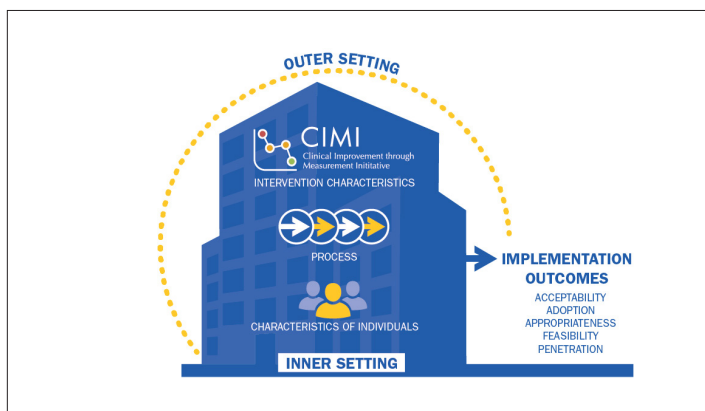 OUTER SETTING
CIMI
Clinical Improvement through
Measurement Inititative
INTERVENTION CHARACTERISTICS
PROCESS
CHARACTERISTICS OF INDIVIDUALS
INNER SETTING
IMPLEMENTATION
OUTCOMES
ACCEPTABILITY
ADOPTION
APPROPRIATENESS
FEASIBILITY
PENETRATION